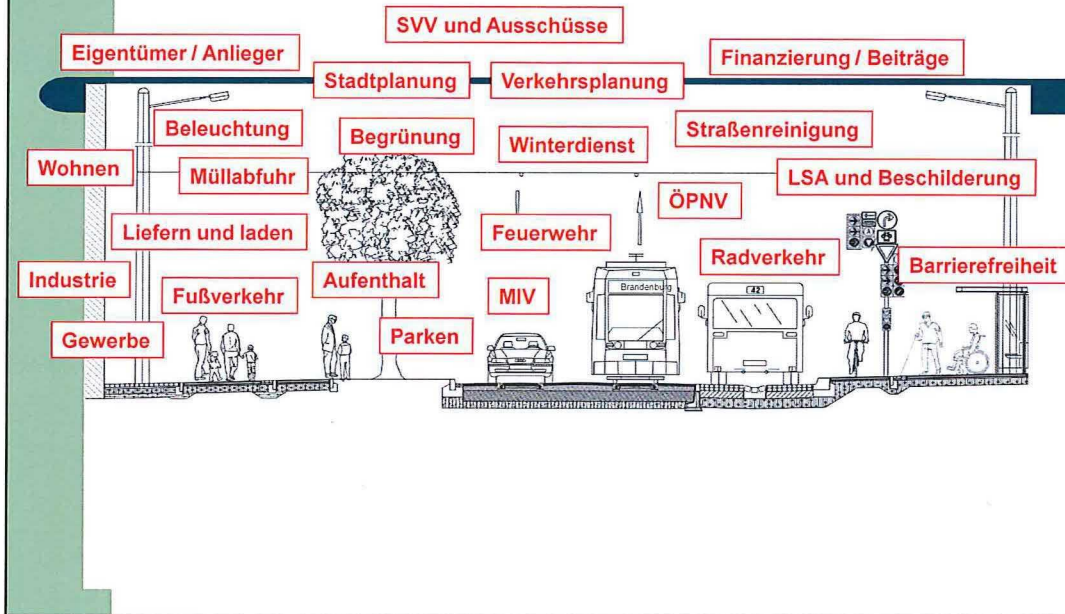 SVV und Ausschüsse
Eigentümer / Anlieger
Finanzierung / Beiträge
Stadtplanung
Verkehrsplanung
Beleuchtung
Begrünung
Winterdienst
Straßenreinigung
Wohnen
Müllabfuhr
LSA und Beschilderung
ÖPNV
Liefern und laden
Feuerwehr
Radverkehr
Barrierefreiheit
Industrie
Fußverkehr
Aufenthalt
MIV
Brandenburg
42
Gewerbe
Parken